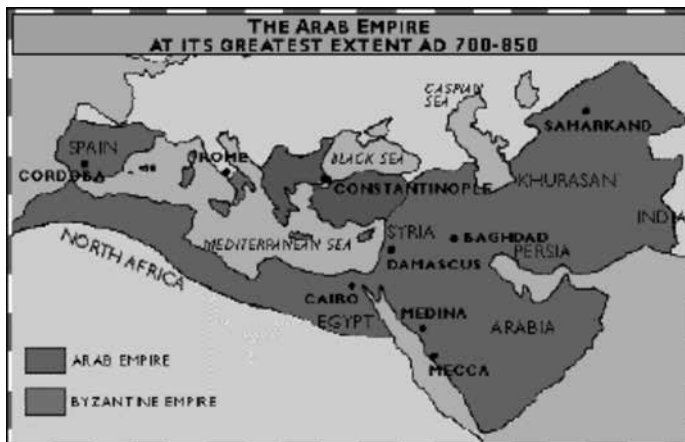 THE ARAB EMPIRE
AT ITS GREATEST EXTENT AD 700-850
CASPIAN
SEA
SAMARKAND
SPAIN
ROME
BLACK SEA
CORDOBA
CONSTANTINOPLE
KHURASAN
INDIA
SYRIA
BAGHDAD
MEDITERRANEAN SEA
PERSIA
DAMASCUS
NORTH AFRICA
CAIRO
MEDINA
EGYPT
ARABIA
MECCA
ARAB EMPIRE
BYZANTINE EMPIRE